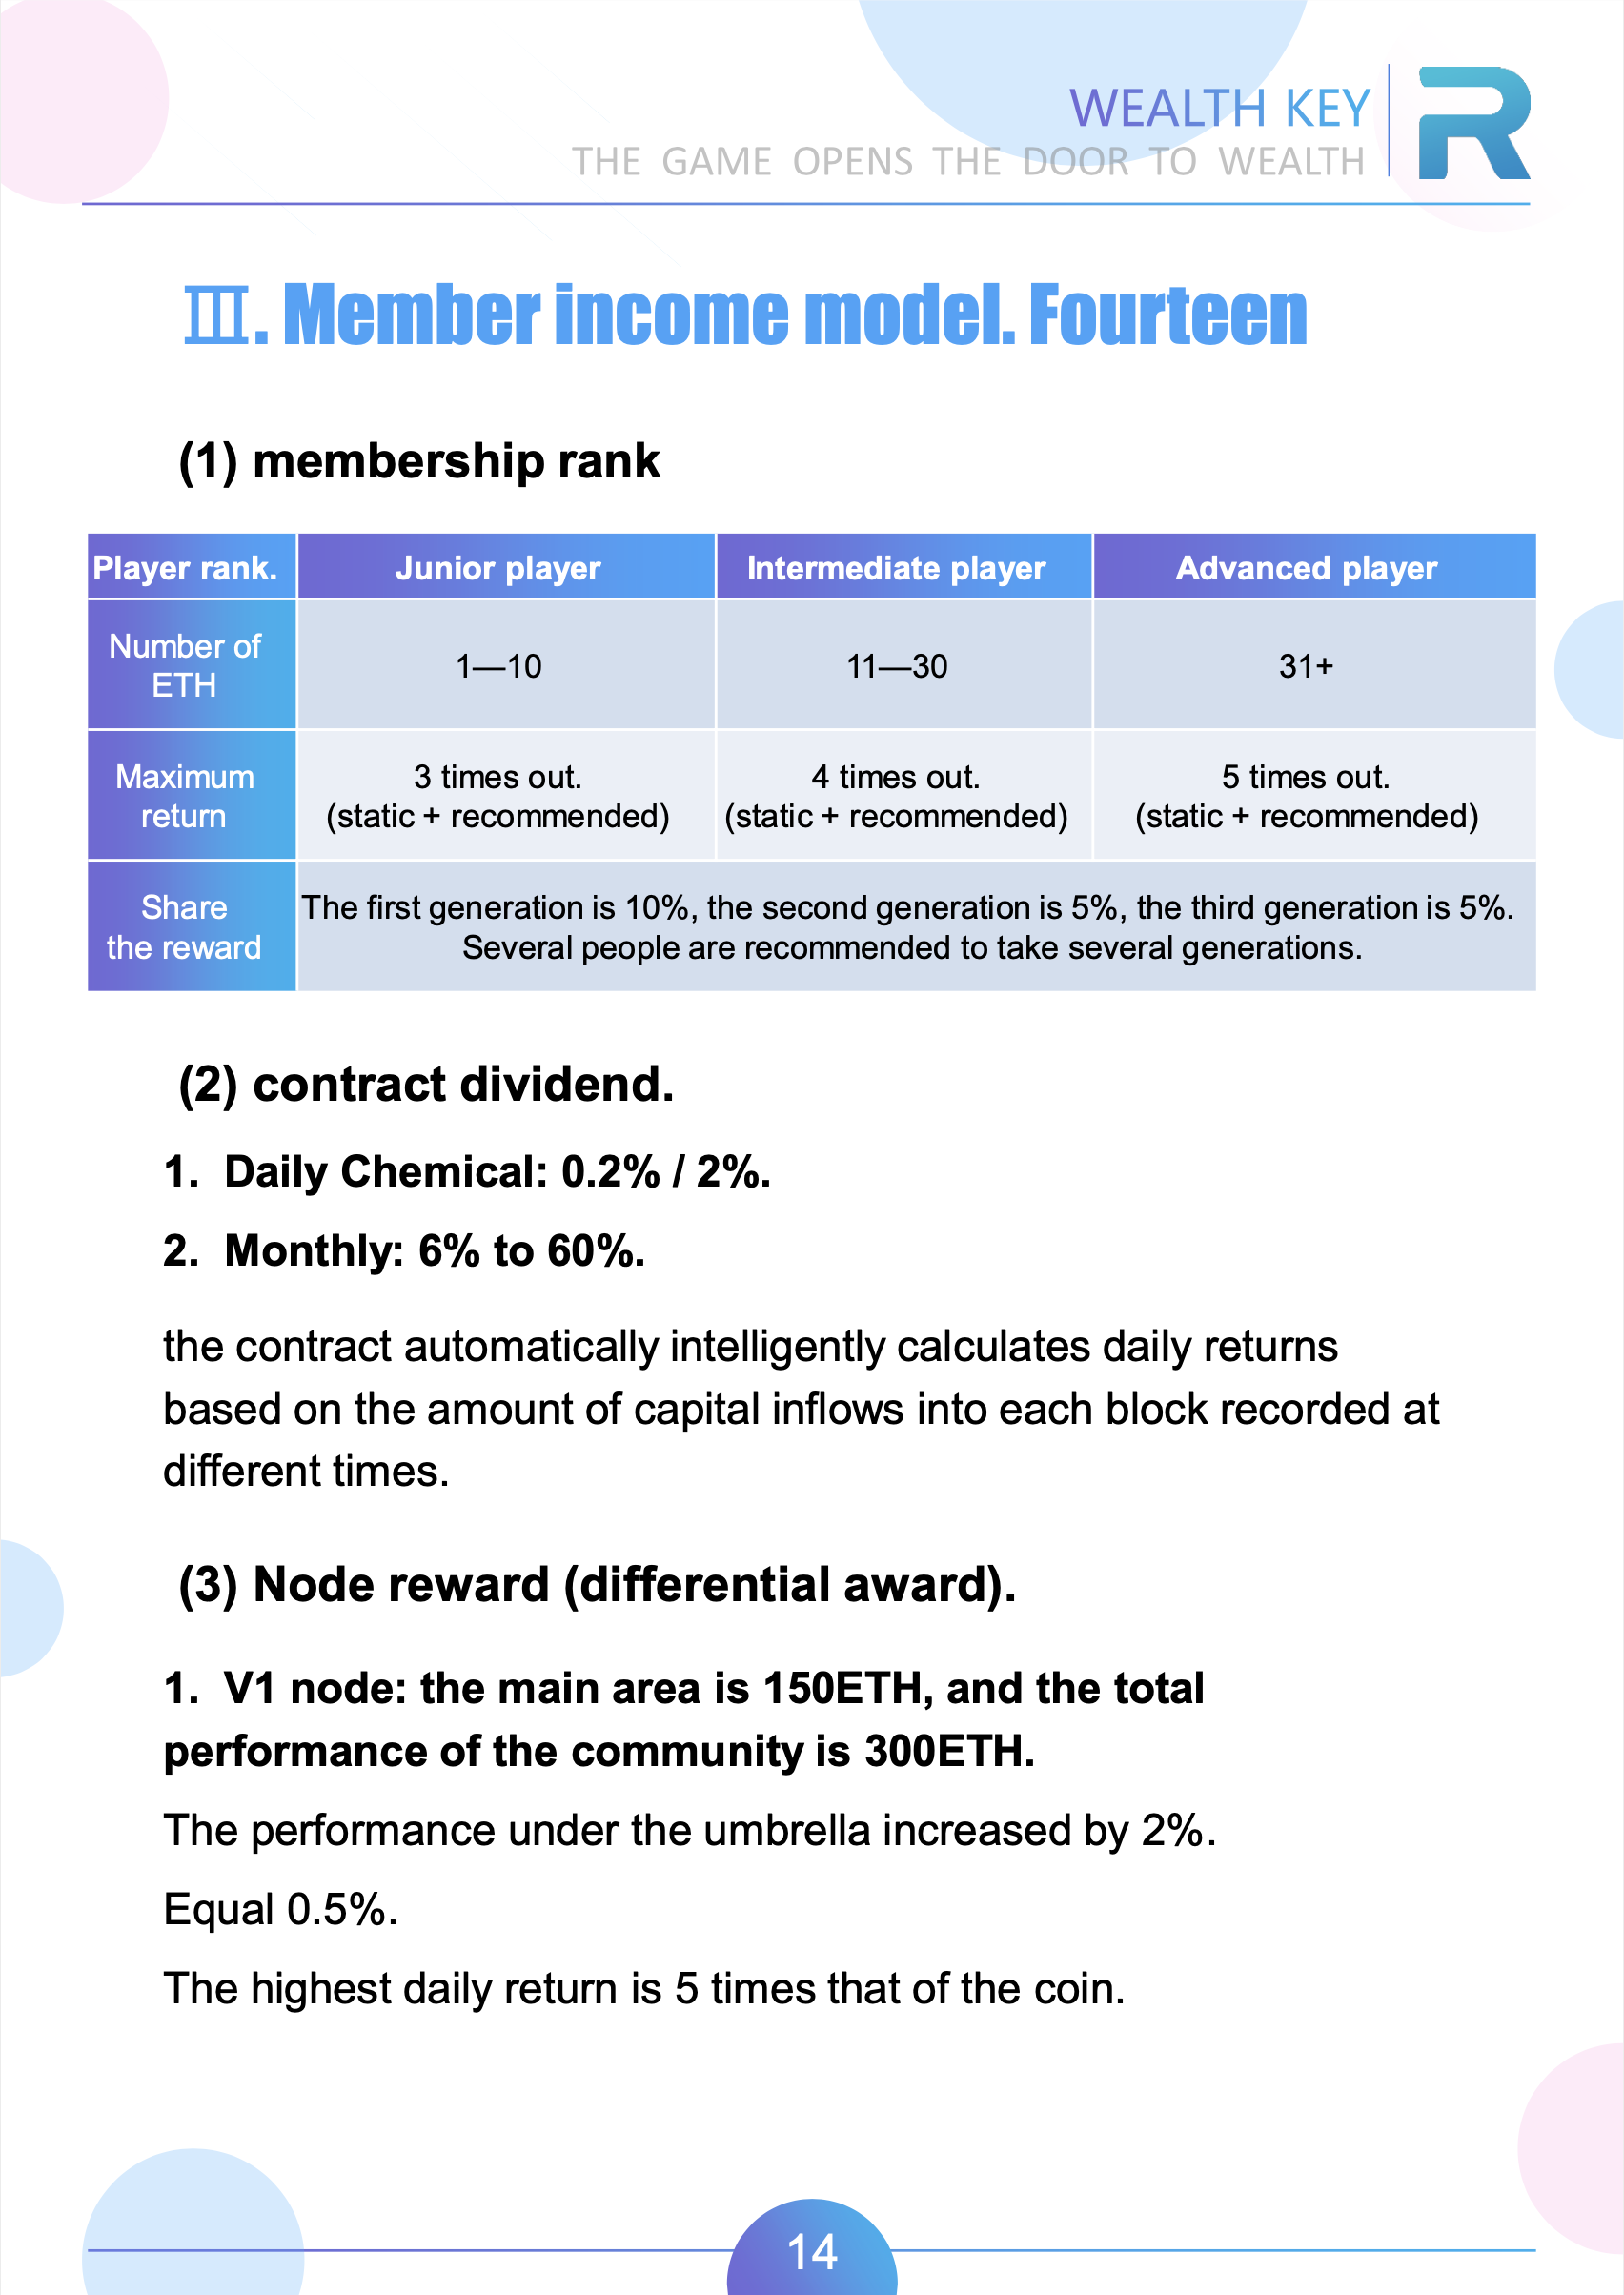 WEALTH KEY
THE GAME OPENS THE DOOR TO WEALTH
R
Ⅲ. Member income model. Fourteen
(1) membership rank
Player rank. Junior player Intermediate player Advanced player
Number of
ETH
1—10 11—30 31+
Maximum
return
3 times out.
(static + recommended)
4 times out.
(static + recommended)
5 times out.
(static + recommended)
Share
the reward
The first generation is 10%, the second generation is 5%, the third generation is 5%.
Several people are recommended to take several generations.
(2) contract dividend.
1. Daily Chemical: 0.2% / 2%.
2. Monthly: 6% to 60%.
the contract automatically intelligently calculates daily returns
based on the amount of capital inflows into each block recorded at
different times.
(3) Node reward (differential award).
1. V1 node: the main area is 150ETH, and the total
performance of the community is 300ETH.
The performance under the umbrella increased by 2%.
Equal 0.5%.
The highest daily return is 5 times that of the coin.
14